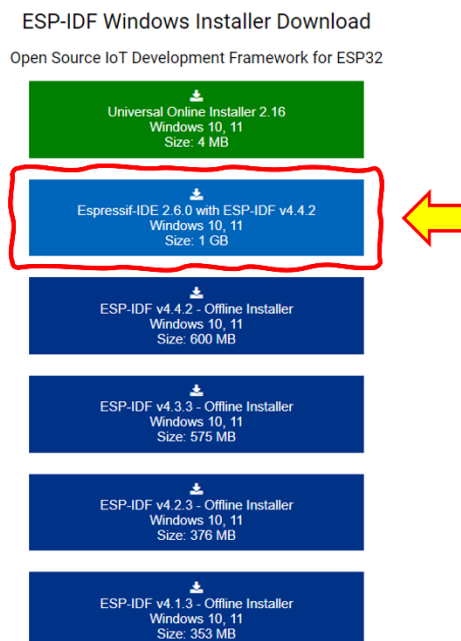 ESP-IDF Windows Installer Download
Open Source IoT Development Framework for ESP32
Universal Online Installer 2.16
Windows 10, 11
Size: 4 MB
Espressif-IDE 2.6.0 with ESP-IDF v4.4.2
Windows 10, 11
Size: 1 GB
ESP-IDF v4.4.2 - Offline Installer
Windows 10, 11
Size: 600 MB
ESP-IDF v4.3.3 - Offline Installer
Windows 10, 11
Size: 575 MB
ESP-IDF v4.2.3 - Offline Installer
Windows 10, 11
Size: 376 MB
ESP-IDF v4.1.3 - Offline Installer
Windows 10, 11
Size: 353 MB